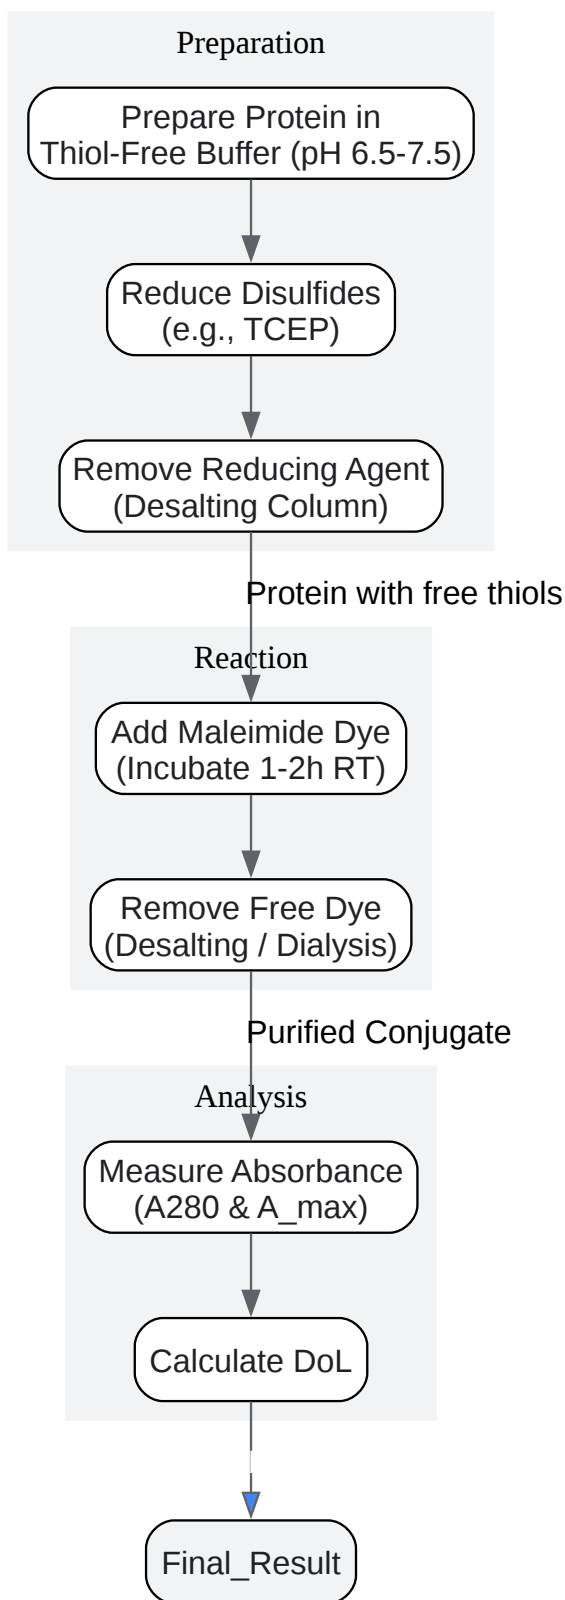 Preparation
Prepare Protein in
Thiol-Free Buffer (pH 6.5-7.5)
Reduce Disulfides
(e.g., TCEP)
Remove Reducing Agent
(Desalting Column)
Protein with free thiols
Reaction
Add Maleimide Dye
(Incubate 1-2h RT)
Remove Free Dye
(Desalting / Dialysis)
Purified Conjugate
Analysis
Measure Absorbance
(A280 & A_max)
Calculate DoL
Final_Result